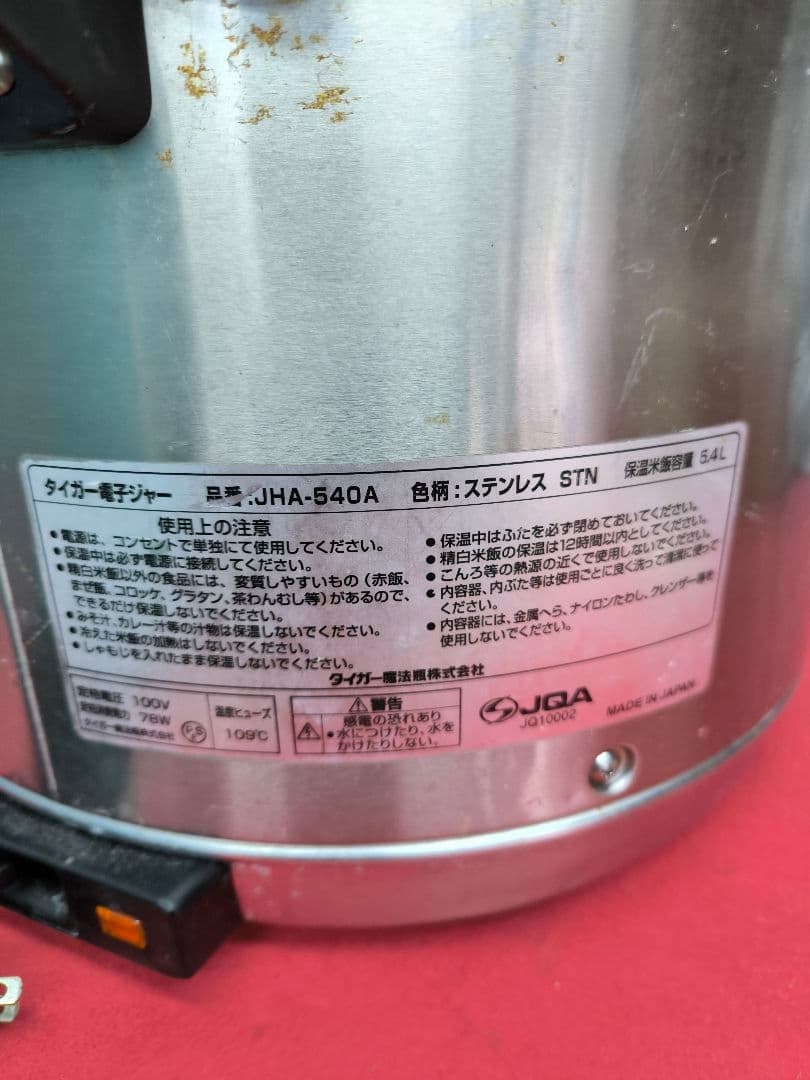 タイガー電子ジャー 品番:JHA-540A 色柄:ステンレス STN 保温米飯容量 5.4L
使用上の注意
●電源は、コンセントで単独にて使用してください。
●保温中は必ず電源に接続してください。
●精白米飯以外の食品には、変質しやすいもの(赤飯、
まぜ飯、コロッケ、グラタン、茶わんむし等)があるので、
できるだけ保温しないでください。
●みそ汁、カレー汁等の汁物は保温しないでください。
●冷えた米飯の加熱はしないでください。
●しゃもじを入れたまま保温しないでください。
●保温中はふたを必ず閉めておいてください。
●精白米飯の保温は12時間以内としてください。
●こんろ等の熱源の近くで使用しないでください。
●内容器、内ぶた等は使用ごとに良く洗って清潔に使って
ください。
●内容器には、金属へら、ナイロンたわし、クレンザー等を
使用しないでください。
タイガー魔法瓶株式会社
定格電圧 100V
定格消費電力 78W
タイガー魔法瓶株式会社
PS
E
温度ヒューズ
109℃
⚠警告
感電の恐れあり
●水につけたり、水を
かけたりしない。
JQA
JQ10002
MADE IN JAPAN